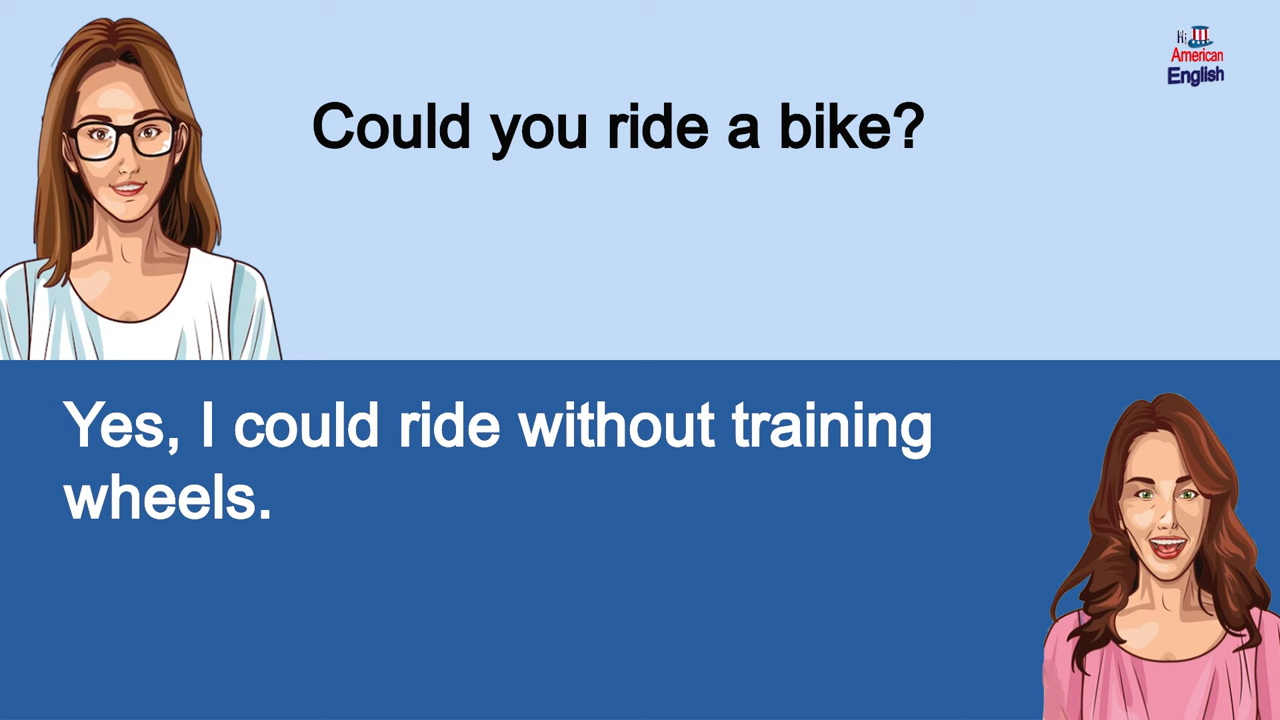 Hi
American
English
Could you ride a bike?
Yes, I could ride without training
wheels.